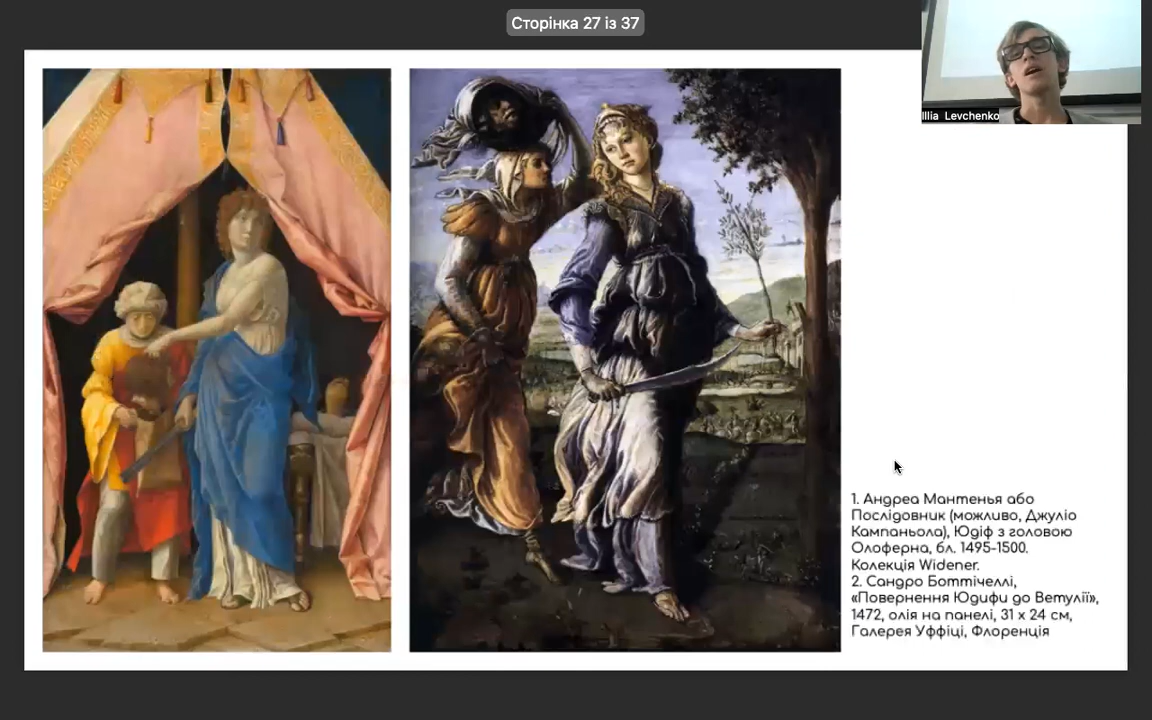 Сторінка 27 із 37
Illia Levchenko
1. Андреа Мантенья або
Послідовник (можливо, Джуліо
Кампаньола), Юдіф з головою
Олоферна, бл. 1495-1500.
Колекція Widener.
2. Сандро Боттічеллі,
«Повернення Юдифи до Ветулії»,
1472, олія на панелі, 31 x 24 см,
Галерея Уффіці, Флоренція